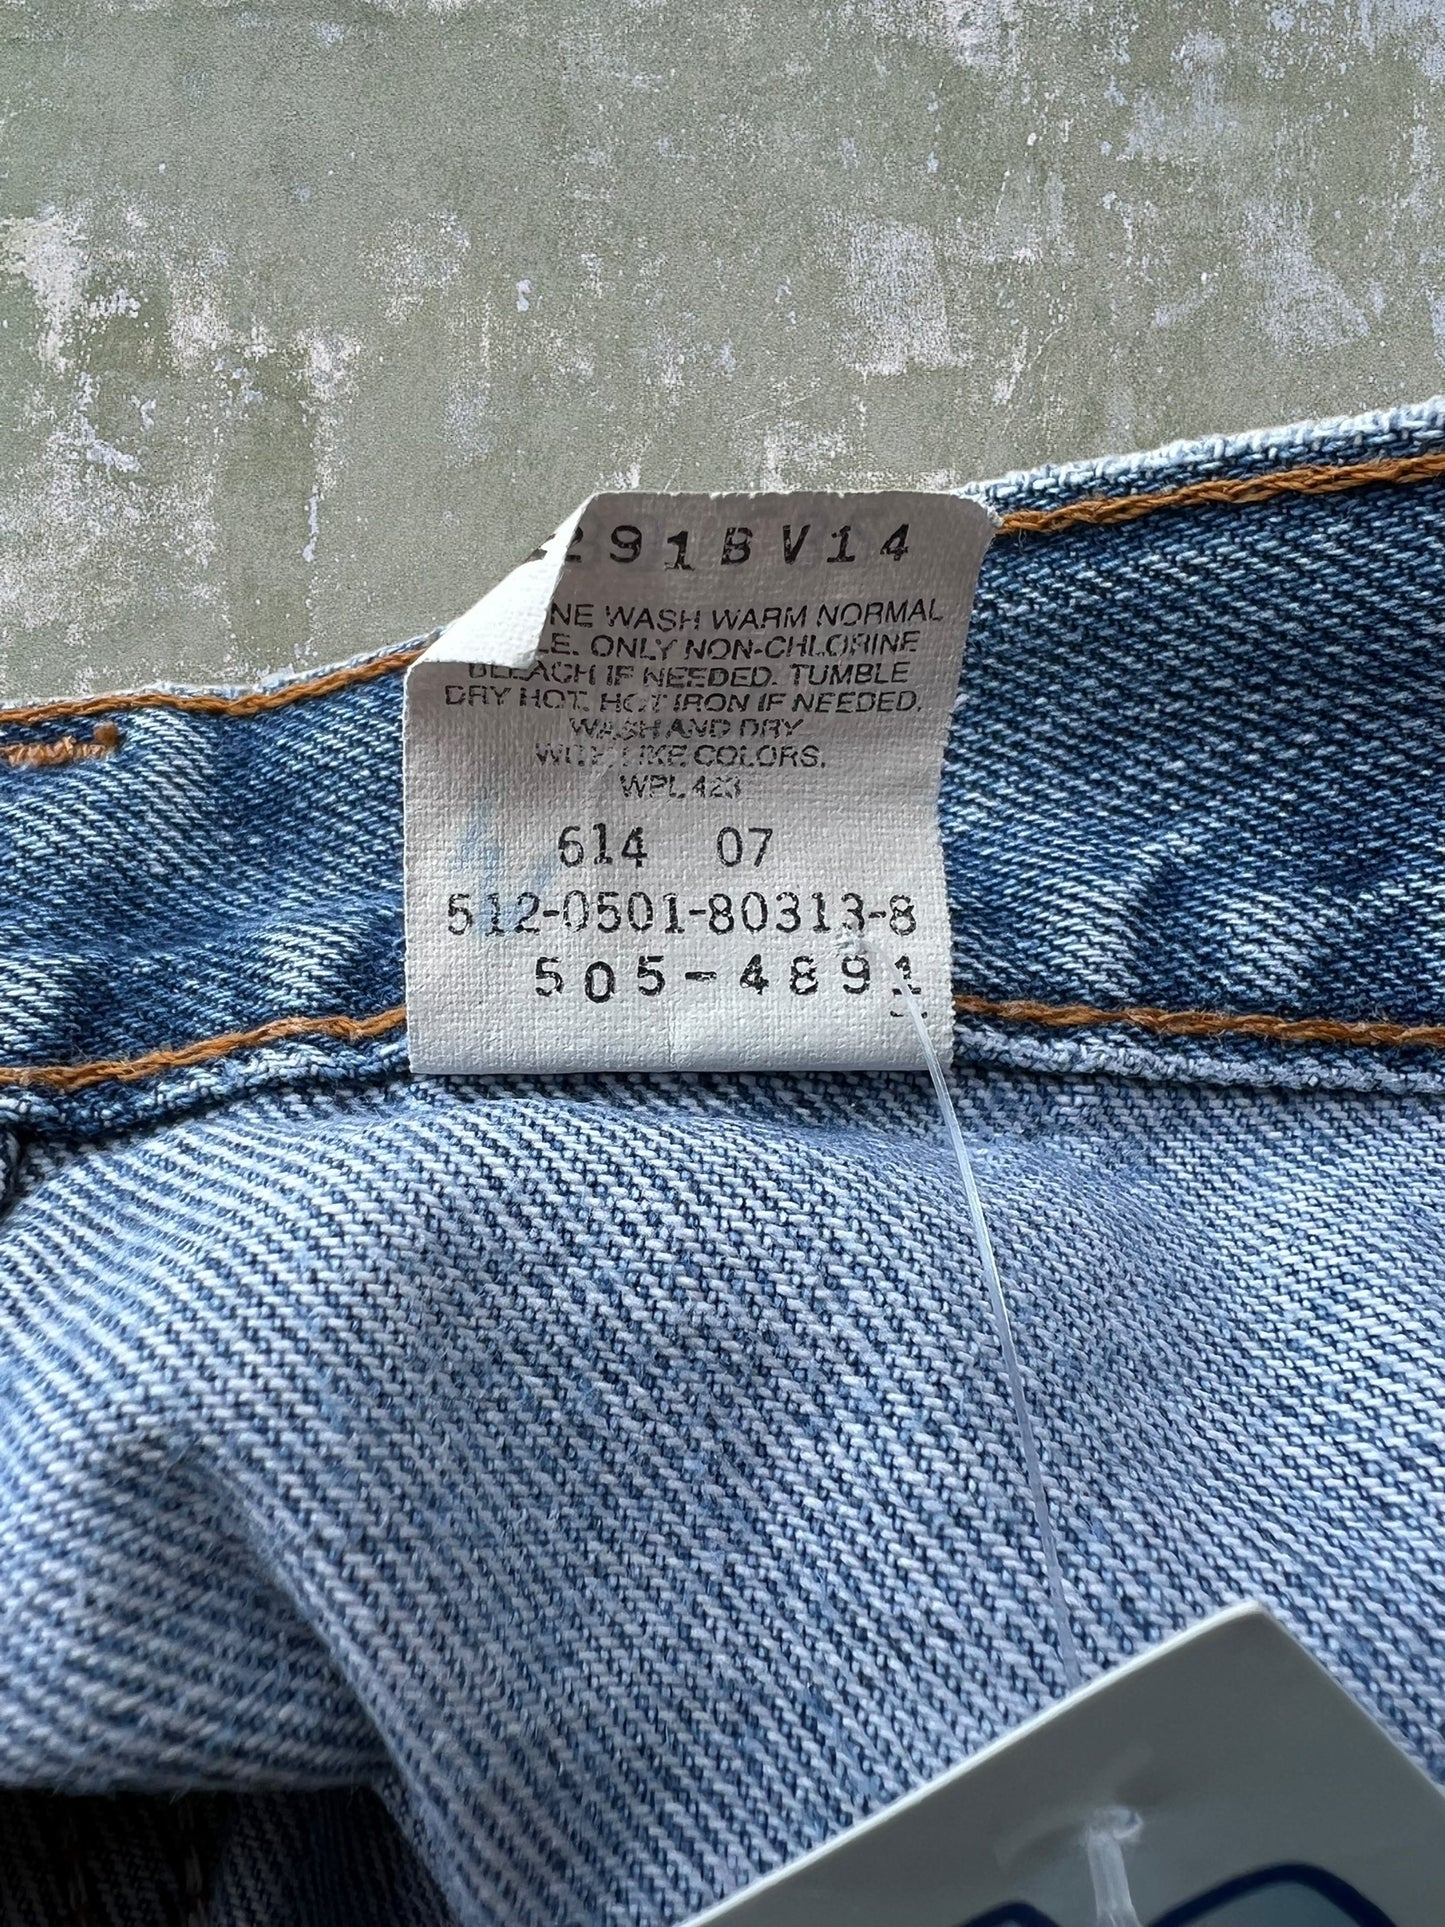 291BV14
NE WASH WARM NORMAL
LE. ONLY NON-CHLORINE
BLEACH IF NEEDED. TUMBLE
DRY HOT. HOT IRON IF NEEDED.
WASH AND DRY
WITH LIKE COLORS.
WPL 423
614 07
512-0501-80313-8
505-4891